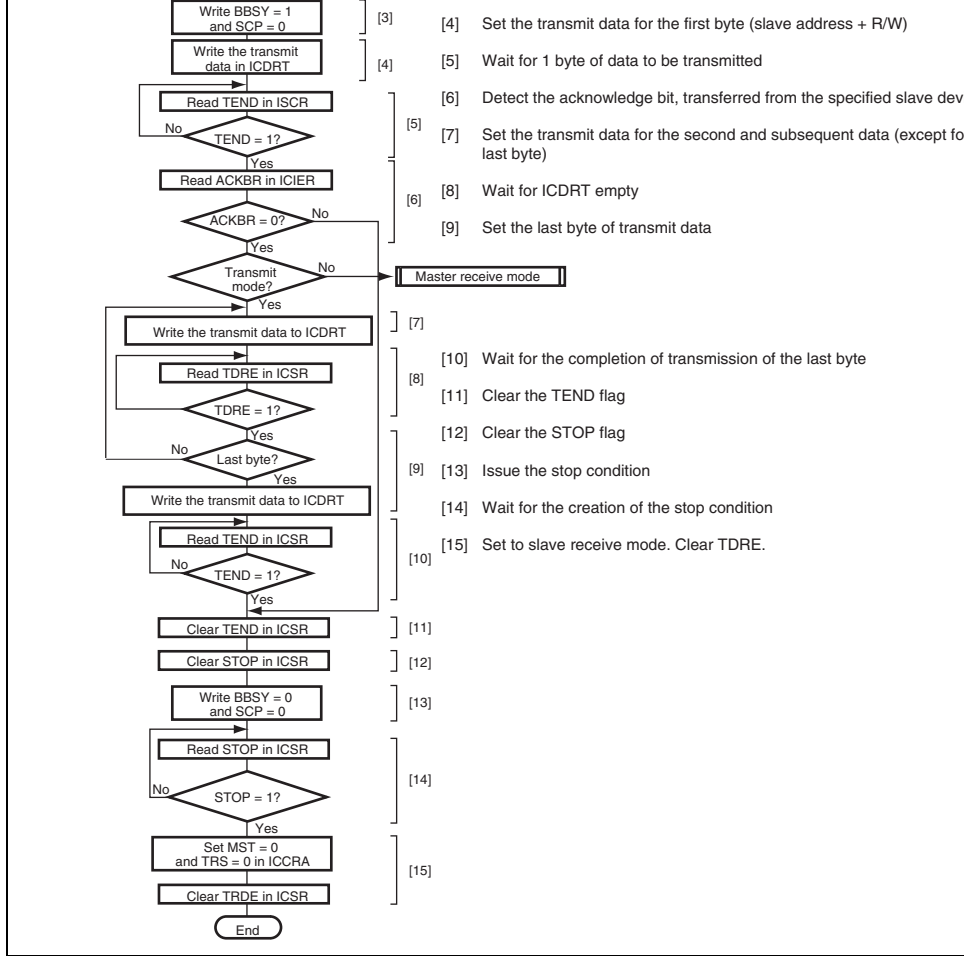 Write BBSY = 1
and SCP = 0
[3]
Write the transmit
data in ICDRT
[4]
Read TEND in ISCR
No
TEND = 1?
[5]
Yes
Read ACKBR in ICIER
[6]
ACKBR = 0?
No
Yes
Transmit
mode?
No
Master receive mode
Yes
Write the transmit data to ICDRT
[7]
Read TDRE in ICSR
[8]
TDRE = 1?
Yes
No
Last byte?
[9]
Yes
Write the transmit data to ICDRT
Read TEND in ICSR
[10]
No
TEND = 1?
Yes
Clear TEND in ICSR
[11]
Clear STOP in ICSR
[12]
Write BBSY = 0
and SCP = 0
[13]
Read STOP in ICSR
[14]
No
STOP = 1?
Yes
Set MST = 0
and TRS = 0 in ICCRA
[15]
Clear TRDE in ICSR
End
[4] Set the transmit data for the first byte (slave address + R/W)
[5] Wait for 1 byte of data to be transmitted
[6] Detect the acknowledge bit, transferred from the specified slave dev
[7] Set the transmit data for the second and subsequent data (except fo
last byte)
[8] Wait for ICDRT empty
[9] Set the last byte of transmit data
[10] Wait for the completion of transmission of the last byte
[11] Clear the TEND flag
[12] Clear the STOP flag
[13] Issue the stop condition
[14] Wait for the creation of the stop condition
[15] Set to slave receive mode. Clear TDRE.